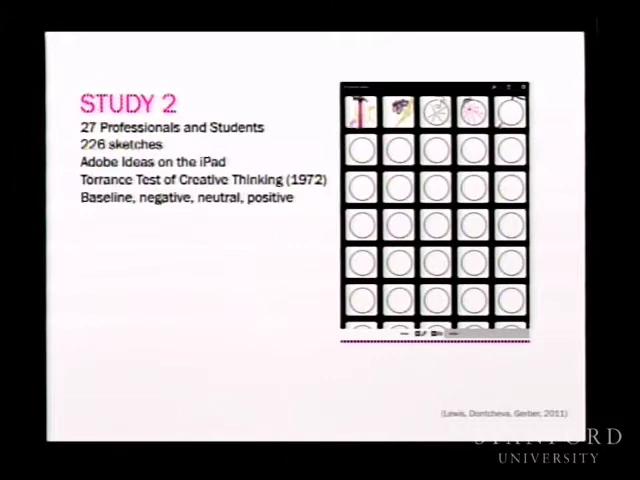 STUDY 2
27 Professionals and Students
226 sketches
Adobe Ideas on the iPad
Torrance Test of Creative Thinking (1972)
Baseline, negative, neutral, positive
(Lewis, Dontcheva, Gerber, 2011)
STANFORD
UNIVERSITY